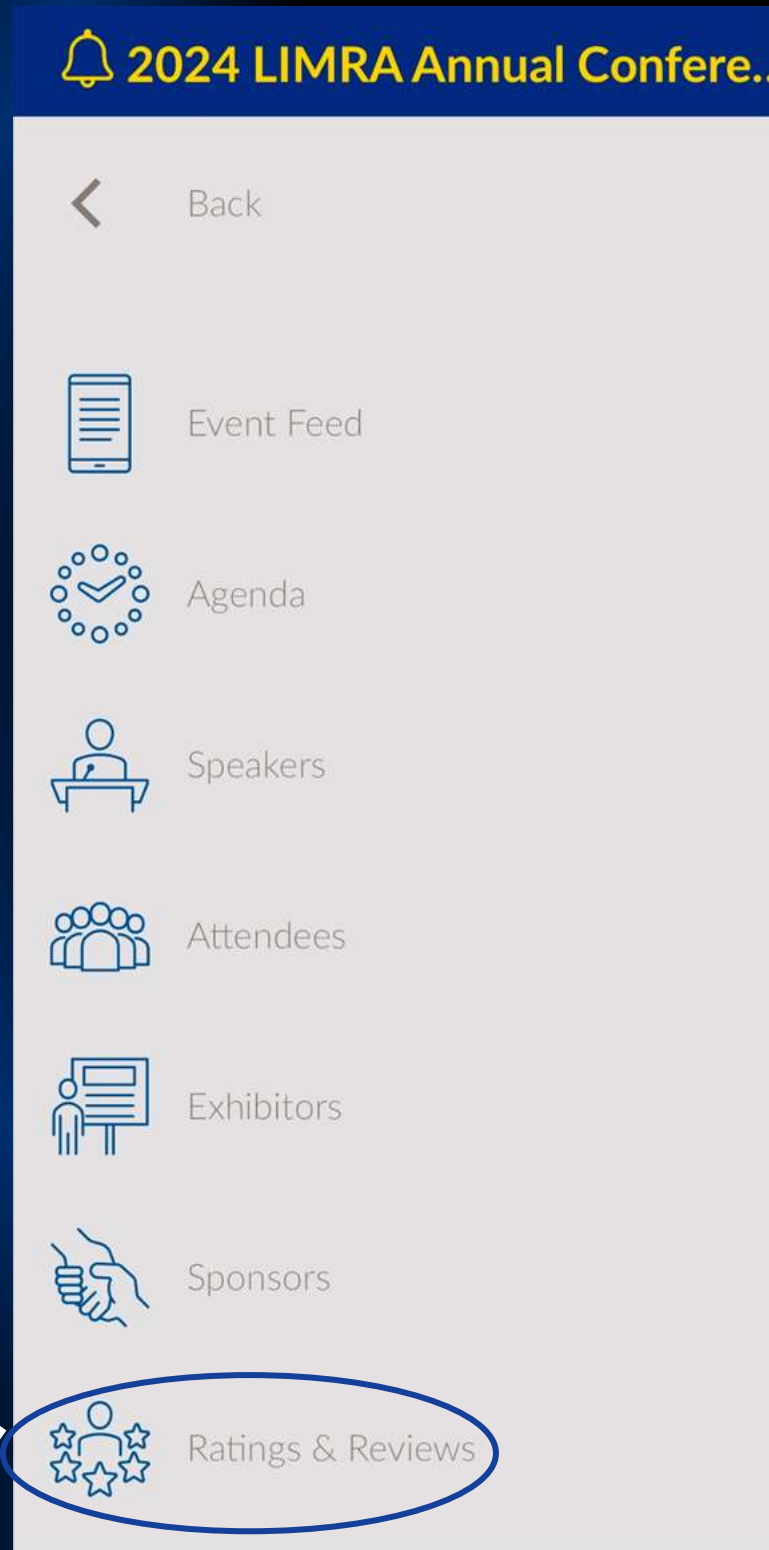 2024 LIMRA Annual Confere...
Back
Event Feed
Agenda
Speakers
Attendees
Exhibitors
Sponsors
Ratings & Reviews